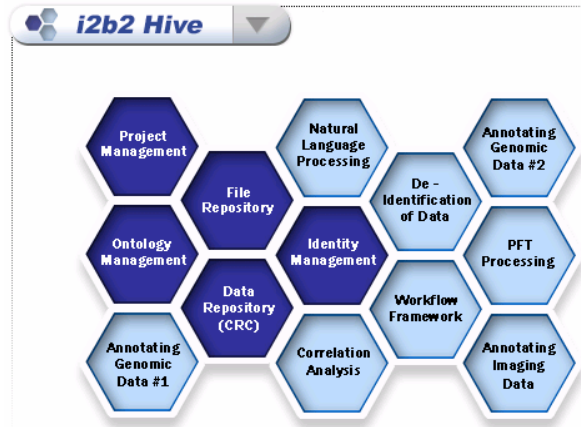 i2b2 Hive
Project
Management
Natural
Language
Processing
Annotating
Genomic
Data #2
File
Repository
De -
Identification
of Data
Ontology
Management
Identity
Management
PFT
Processing
Data
Repository
(CRC)
Workflow
Framework
Annotating
Genomic
Data #1
Correlation
Analysis
Annotating
Imaging
Data